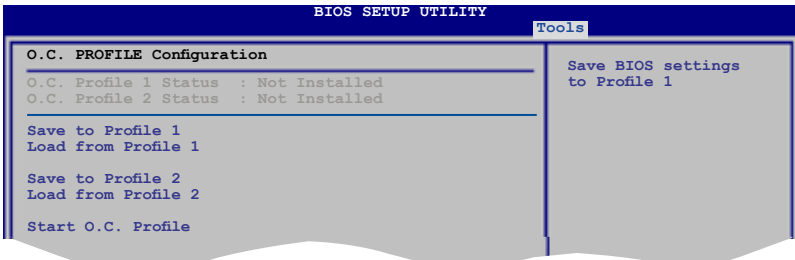 BIOS SETUP UTILITY
Tools
O.C. PROFILE Configuration
O.C. Profile 1 Status : Not Installed
O.C. Profile 2 Status : Not Installed
Save to Profile 1
Load from Profile 1
Save to Profile 2
Load from Profile 2
Start O.C. Profile
Save BIOS settings
to Profile 1